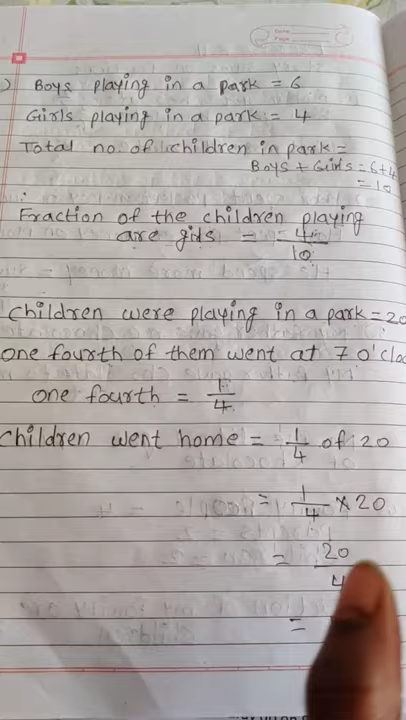 Date
Page
) Boys playing in a park = 6
Girls playing in a park = 4
Total no. of children in park =
Boys + Girls = 6+4
= 10
Fraction of the children playing
are girls = 4/10
Children were playing in a park = 20
One fourth of them went at 7 o'cloc
one fourth = 1/4
Children went home = 1/4 of 20
= 1/4 × 20
= 20/4
=